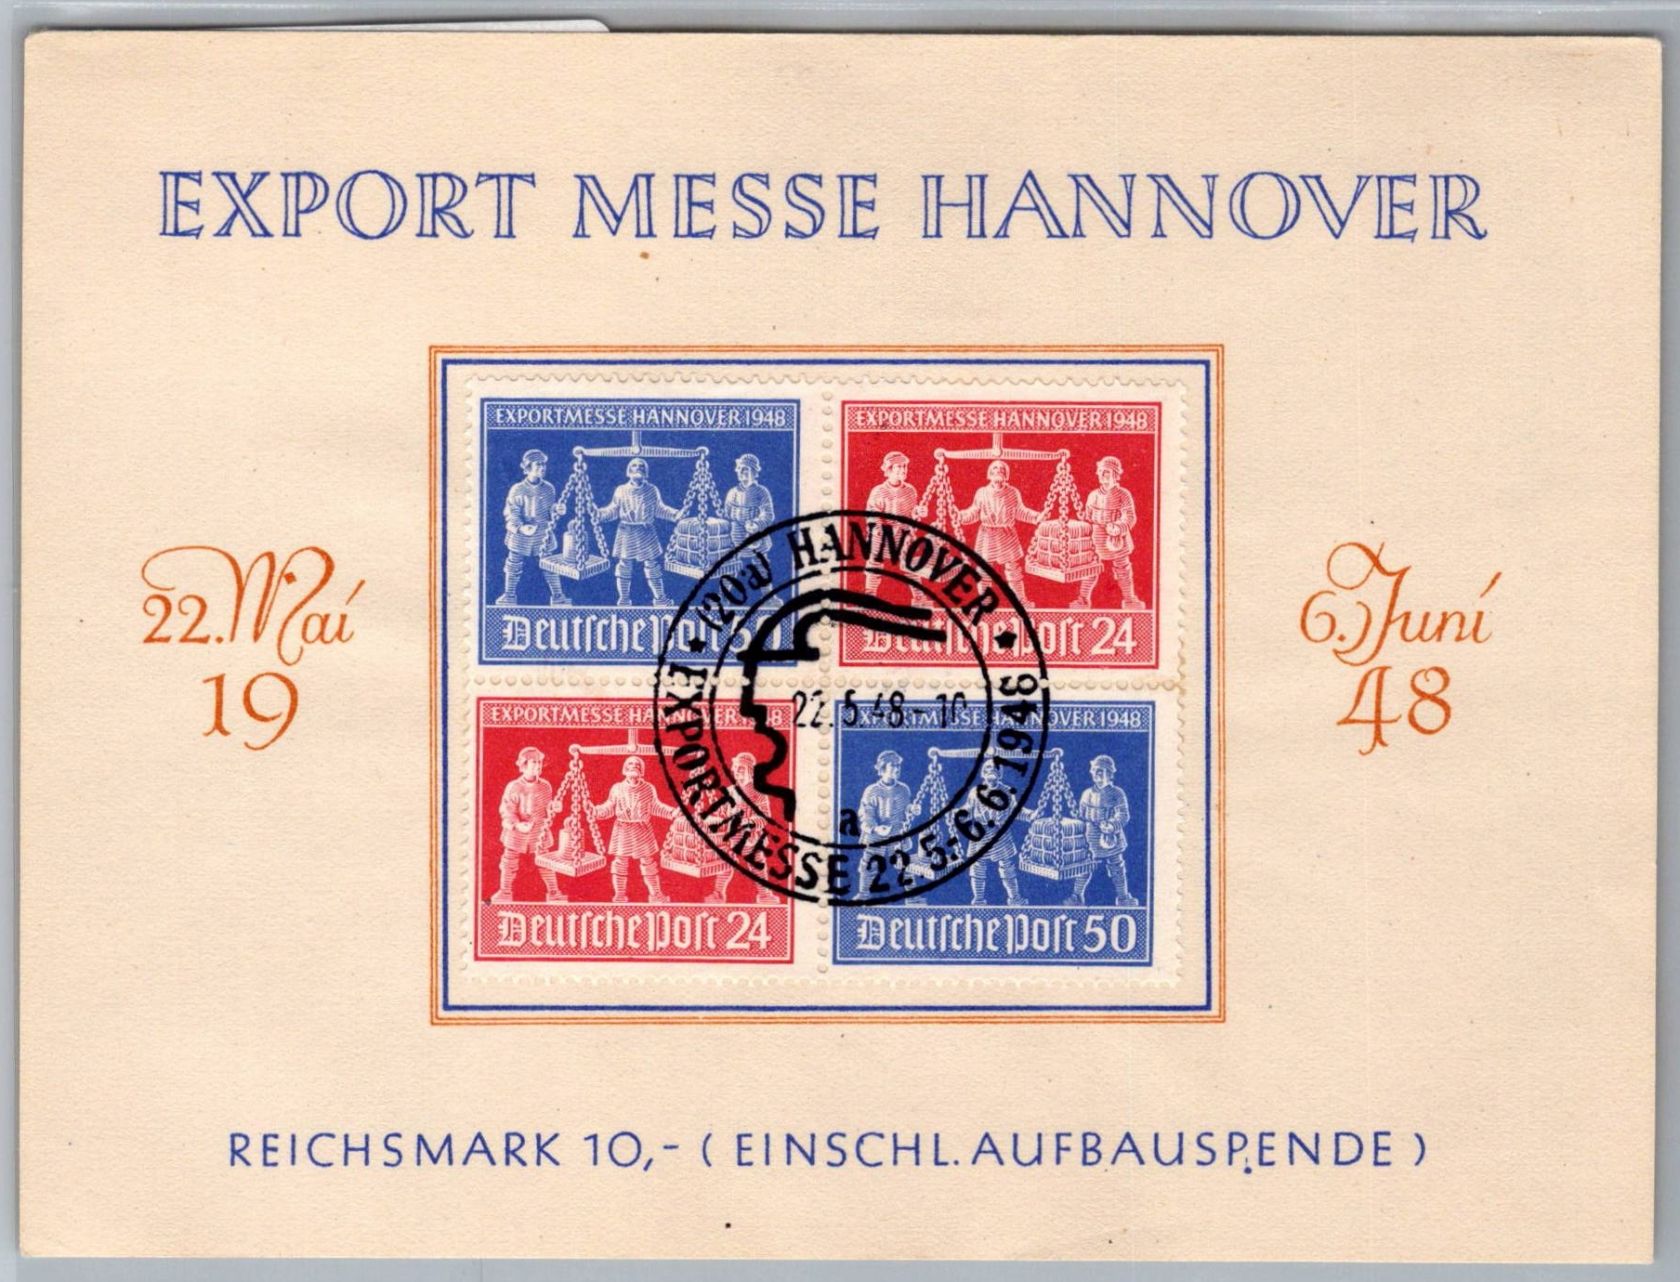 EXPORT MESSE HANNOVER
22. Mai
19
6. Juni
48
EXPORTMESSE HANNOVER 1948
Deutsche Post 50
EXPORTMESSE HANNOVER 1948
Deutsche Post 24
EXPORTMESSE HANNOVER 1948
Deutsche Post 24
EXPORTMESSE HANNOVER 1948
Deutsche Post 50
(20a) HANNOVER
22.5.48-10
a
* EXPORTMESSE 22.5.-6.6.1948 *
REICHSMARK 10,- (EINSCHL. AUFBAUSPENDE)